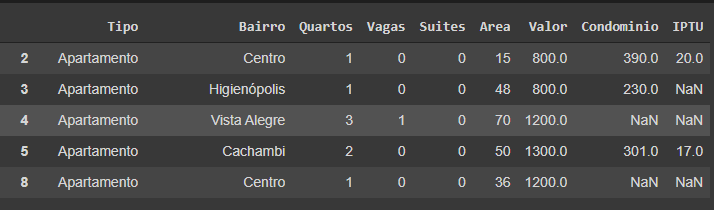 Tipo Bairro Quartos Vagas Suites Area Valor Condominio IPTU
2 Apartamento Centro 1 0 0 15 800.0 390.0 20.0
3 Apartamento Higienópolis 1 0 0 48 800.0 230.0 NaN
4 Apartamento Vista Alegre 3 1 0 70 1200.0 NaN NaN
5 Apartamento Cachambi 2 0 0 50 1300.0 301.0 17.0
8 Apartamento Centro 1 0 0 36 1200.0 NaN NaN